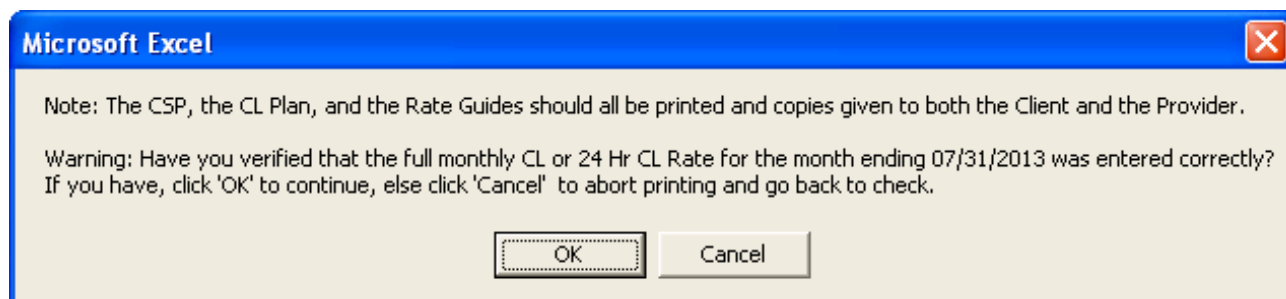 Microsoft Excel
Note: The CSP, the CL Plan, and the Rate Guides should all be printed and copies given to both the Client and the Provider.
Warning: Have you verified that the full monthly CL or 24 Hr CL Rate for the month ending 07/31/2013 was entered correctly?
If you have, click 'OK' to continue, else click 'Cancel' to abort printing and go back to check.
OK
Cancel